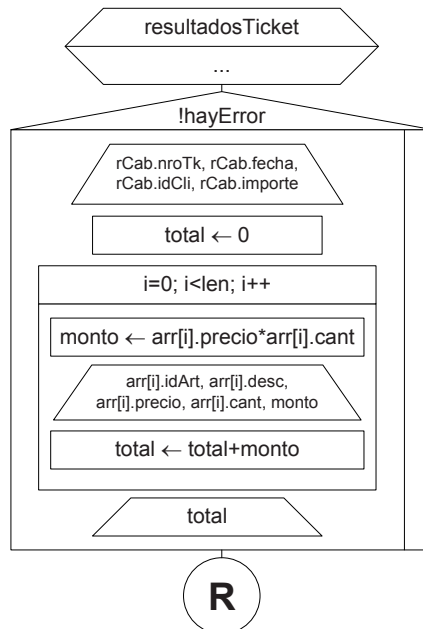 resultadosTicket
...
!hayError
rCab.nroTk, rCab.fecha,
rCab.idCli, rCab.importe
total ← 0
i=0; i<len; i++
monto ← arr[i].precio*arr[i].cant
arr[i].idArt, arr[i].desc,
arr[i].precio, arr[i].cant, monto
total ← total+monto
total
R